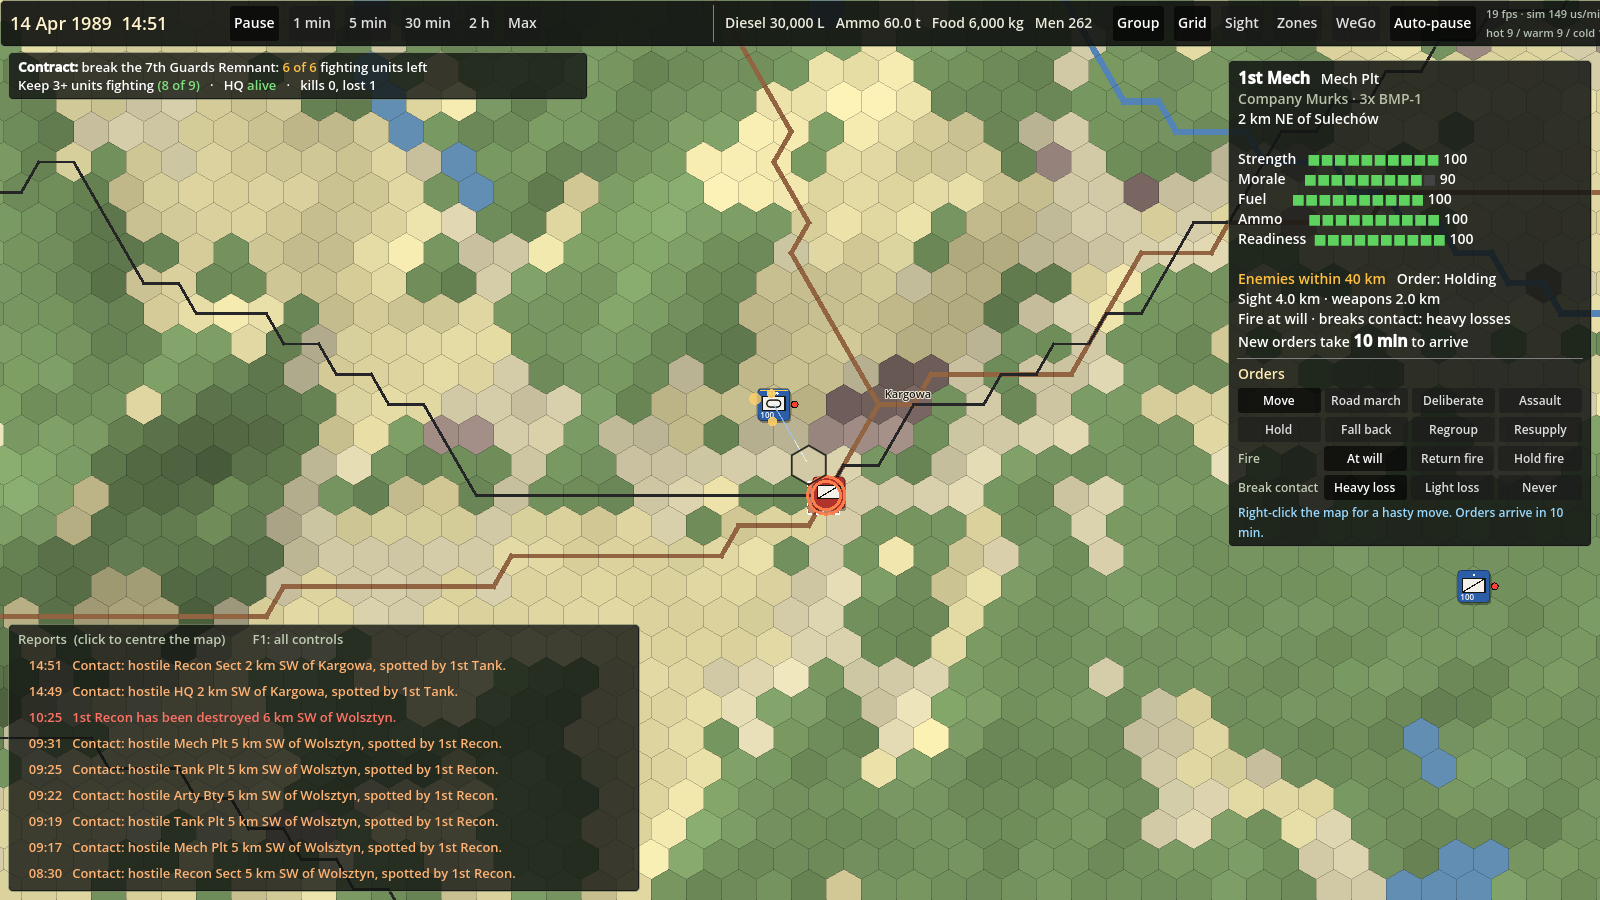 14 Apr 1989 14:51
Pause 1 min 5 min 30 min 2 h Max
Diesel 30,000 L Ammo 60.0 t Food 6,000 kg Men 262
Group Grid Sight Zones WeGo Auto-pause
19 fps · sim 149 us/mi
hot 9 / warm 9 / cold
Contract: break the 7th Guards Remnant: 6 of 6 fighting units left
Keep 3+ units fighting (8 of 9) · HQ alive · kills 0, lost 1
1st Mech Mech Plt
Company Murks · 3x BMP-1
2 km NE of Sulechów
Strength 100
Morale 90
Fuel 100
Ammo 100
Readiness 100
Enemies within 40 km Order: Holding
Sight 4.0 km · weapons 2.0 km
Fire at will · breaks contact: heavy losses
New orders take 10 min to arrive
Orders
Move Road march Deliberate Assault
Hold Fall back Regroup Resupply
Fire At will Return fire Hold fire
Break contact Heavy loss Light loss Never
Right-click the map for a hasty move. Orders arrive in 10
min.
Kargowa
100
100
Reports (click to centre the map) F1: all controls
14:51 Contact: hostile Recon Sect 2 km SW of Kargowa, spotted by 1st Tank.
14:49 Contact: hostile HQ 2 km SW of Kargowa, spotted by 1st Tank.
10:25 1st Recon has been destroyed 6 km SW of Wolsztyn.
09:31 Contact: hostile Mech Plt 5 km SW of Wolsztyn, spotted by 1st Recon.
09:25 Contact: hostile Tank Plt 5 km SW of Wolsztyn, spotted by 1st Recon.
09:22 Contact: hostile Arty Bty 5 km SW of Wolsztyn, spotted by 1st Recon.
09:19 Contact: hostile Tank Plt 5 km SW of Wolsztyn, spotted by 1st Recon.
09:17 Contact: hostile Mech Plt 5 km SW of Wolsztyn, spotted by 1st Recon.
08:30 Contact: hostile Recon Sect 5 km SW of Wolsztyn, spotted by 1st Recon.